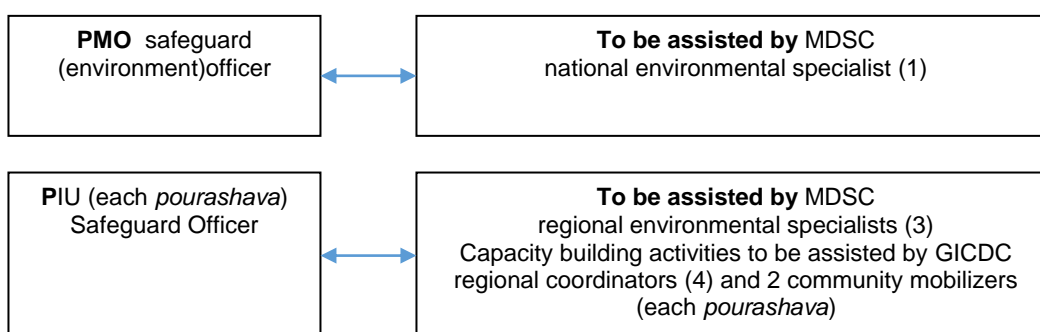 PMO safeguard
(environment)officer
To be assisted by MDSC
national environmental specialist (1)
PIU (each pourashava)
Safeguard Officer
To be assisted by MDSC
regional environmental specialists (3)
Capacity building activities to be assisted by GICDC
regional coordinators (4) and 2 community mobilizers
(each pourashava)